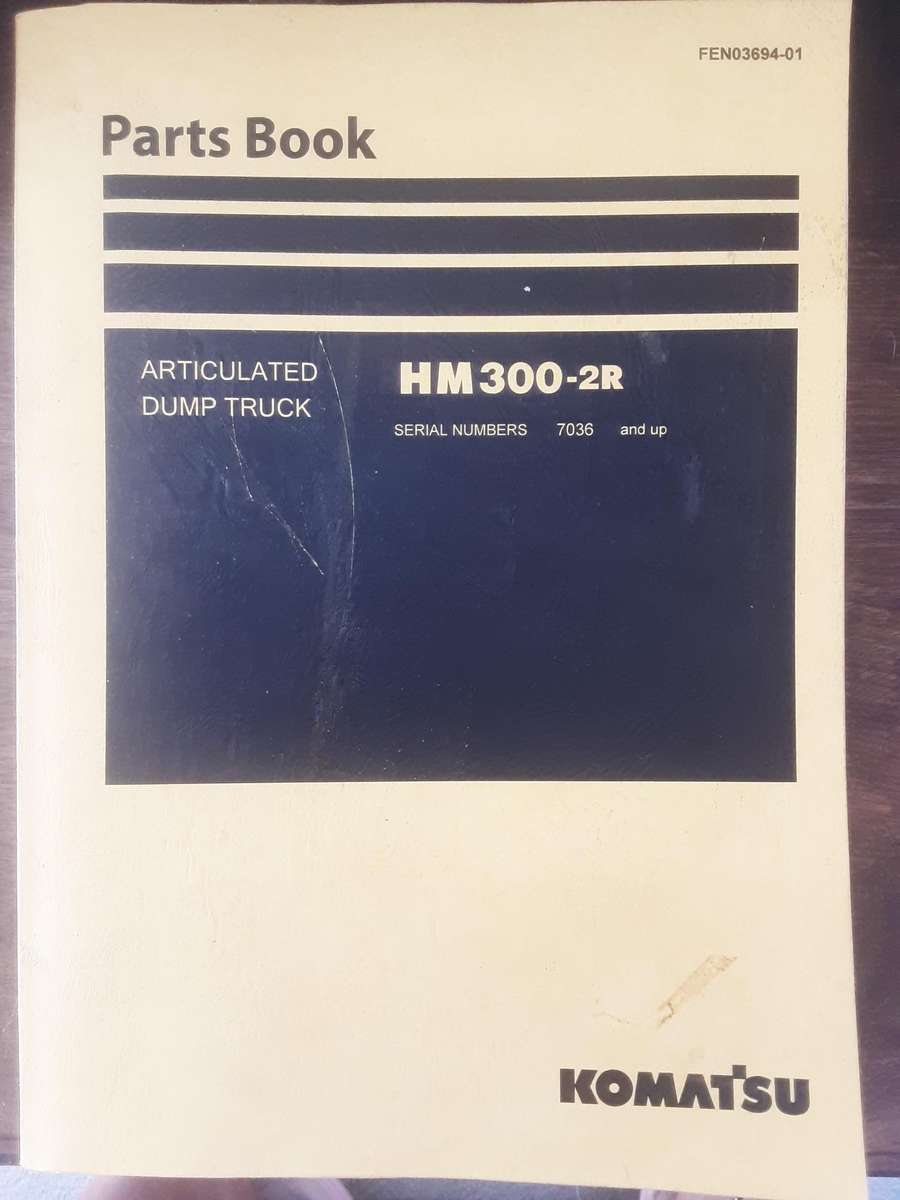 FEN03694-01
Parts Book
ARTICULATED
DUMP TRUCK
HM300-2R
SERIAL NUMBERS 7036 and up
KOMATSU